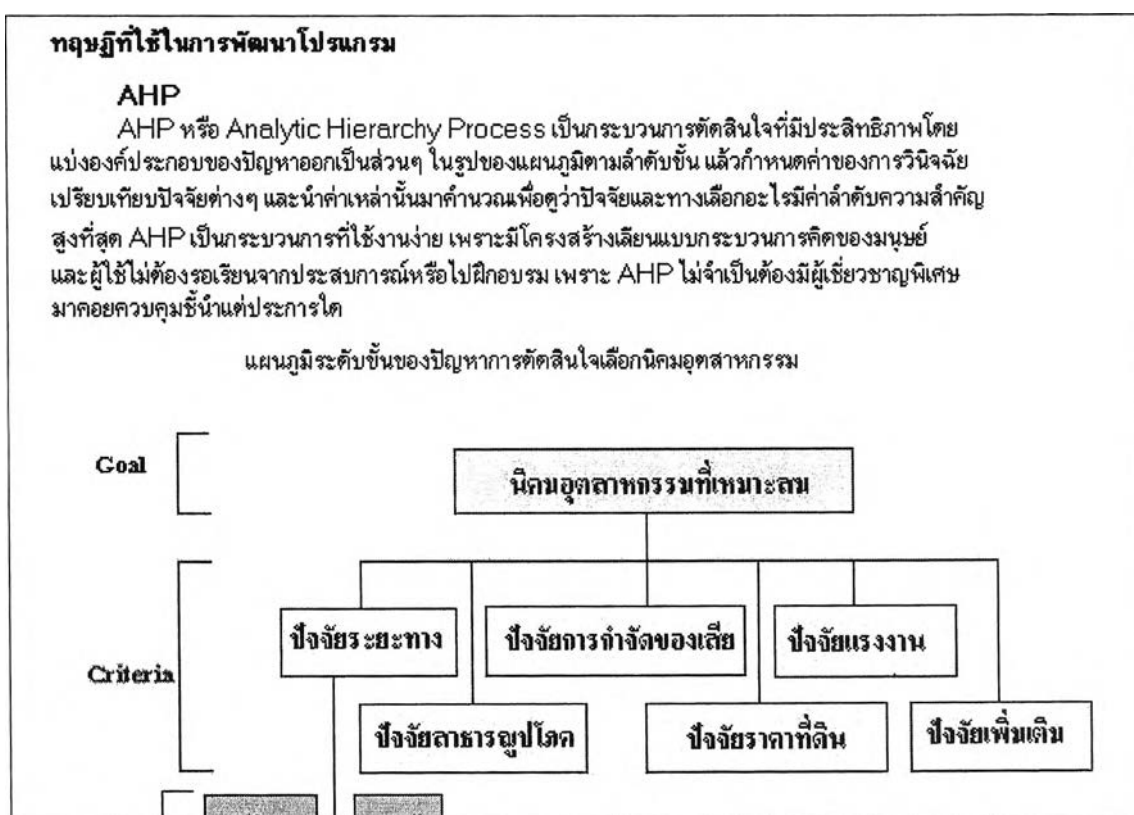 ทฤษฎีที่ใช้ในการพัฒนาโปรแกรม
AHP
AHP หรือ Analytic Hierarchy Process เป็นกระบวนการตัดสินใจที่มีประสิทธิภาพโดย
แบ่งองค์ประกอบของปัญหาออกเป็นส่วนๆ ในรูปของแผนภูมิตามลำดับชั้น แล้วกำหนดค่าของการวินิจฉัย
เปรียบเทียบปัจจัยต่างๆ และนำค่าเหล่านั้นมาคำนวณเพื่อดูว่าปัจจัยและทางเลือกอะไรมีค่าลำดับความสำคัญ
สูงที่สุด AHP เป็นกระบวนการที่ใช้งานง่าย เพราะมีโครงสร้างเลียนแบบกระบวนการคิดของมนุษย์
และผู้ใช้ไม่ต้องรอเรียนจากประสบการณ์หรือไปฝึกอบรม เพราะ AHP ไม่จำเป็นต้องมีผู้เชี่ยวชาญพิเศษ
มาคอยควบคุมชี้นำแต่ประการใด
แผนภูมิระดับชั้นของปัญหาการตัดสินใจเลือกนิคมอุตสาหกรรม
Goal
นิคมอุตสาหกรรมที่เหมาะสม
Criteria
ปัจจัยระยะทาง
ปัจจัยการกำจัดของเสีย
ปัจจัยแรงงาน
ปัจจัยสาธารณูปโภค
ปัจจัยราคาที่ดิน
ปัจจัยเพิ่มเติม